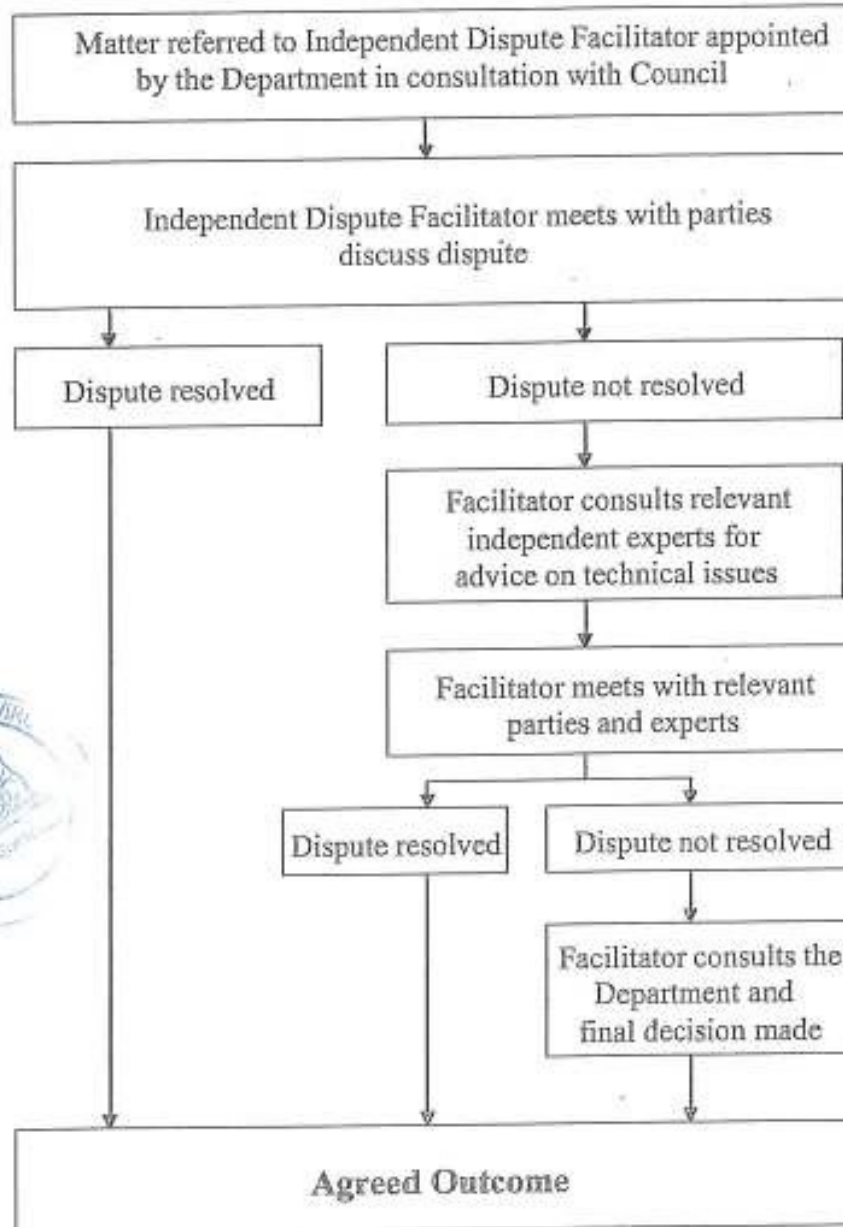 Matter referred to Independent Dispute Facilitator appointed
by the Department in consultation with Council
Independent Dispute Facilitator meets with parties
discuss dispute
Dispute resolved
Dispute not resolved
Facilitator consults relevant
independent experts for
advice on technical issues
Facilitator meets with relevant
parties and experts
Dispute resolved
Dispute not resolved
Facilitator consults the
Department and
final decision made
Agreed Outcome